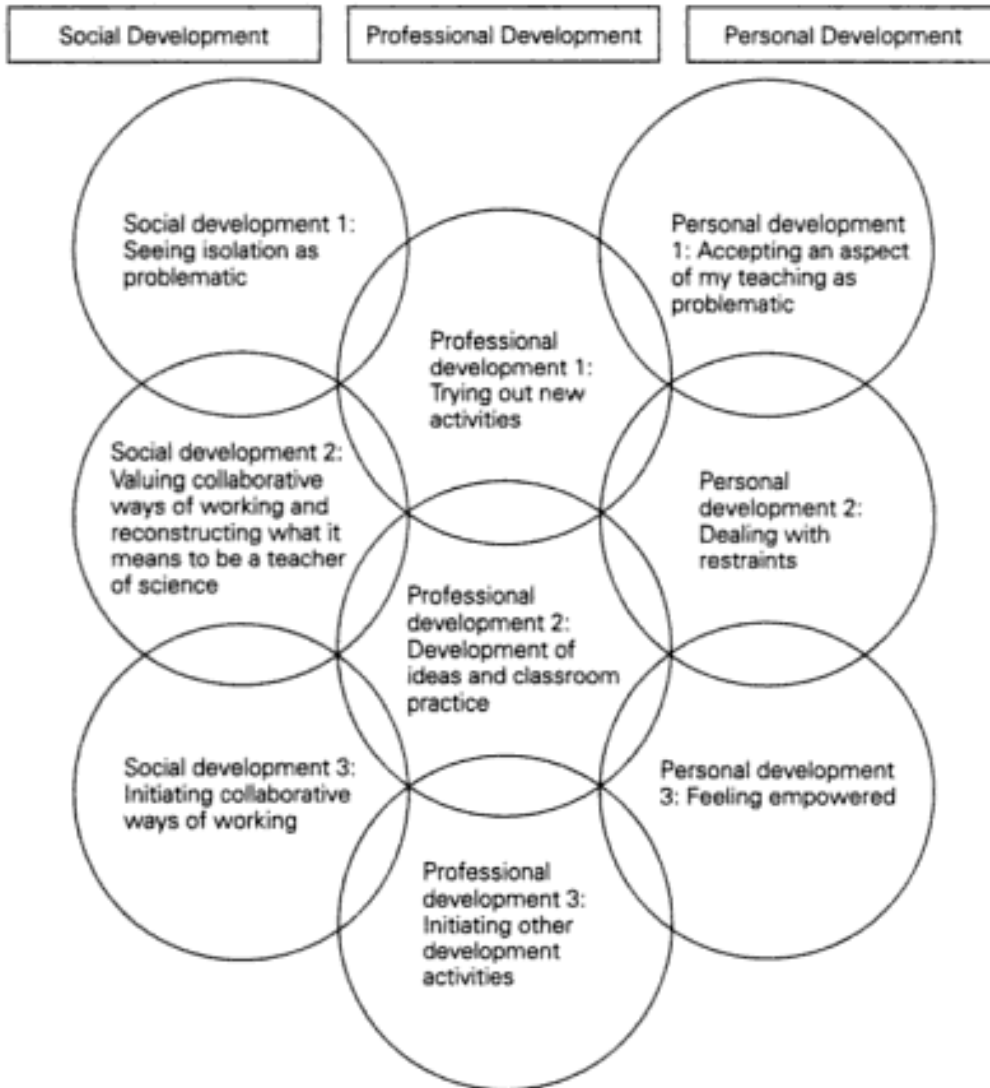 Social Development
Professional Development
Personal Development
Social development 1:
Seeing isolation as
problematic
Personal development
1: Accepting an aspect
of my teaching as
problematic
Professional
development 1:
Trying out new
activities
Social development 2:
Valuing collaborative
ways of working and
reconstructing what it
means to be a teacher
of science
Personal
development 2:
Dealing with
restraints
Professional
development 2:
Development of
ideas and classroom
practice
Social development 3:
Initiating collaborative
ways of working
Personal development
3: Feeling empowered
Professional
development 3:
Initiating other
development
activities